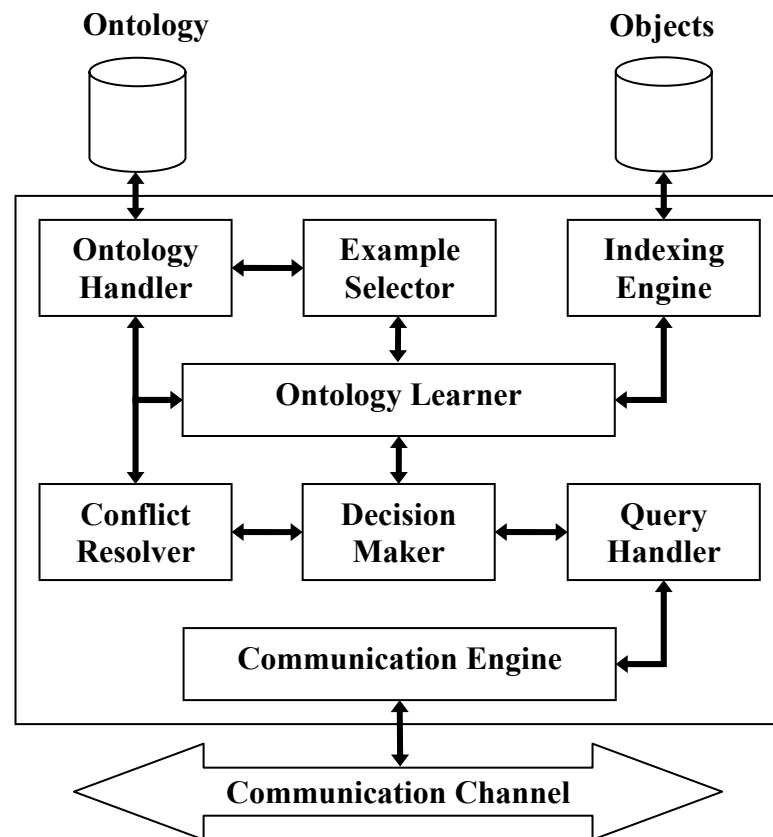 Ontology
Objects
Ontology
Handler
Example
Selector
Indexing
Engine
Ontology Learner
Conflict
Resolver
Decision
Maker
Query
Handler
Communication Engine
Communication Channel